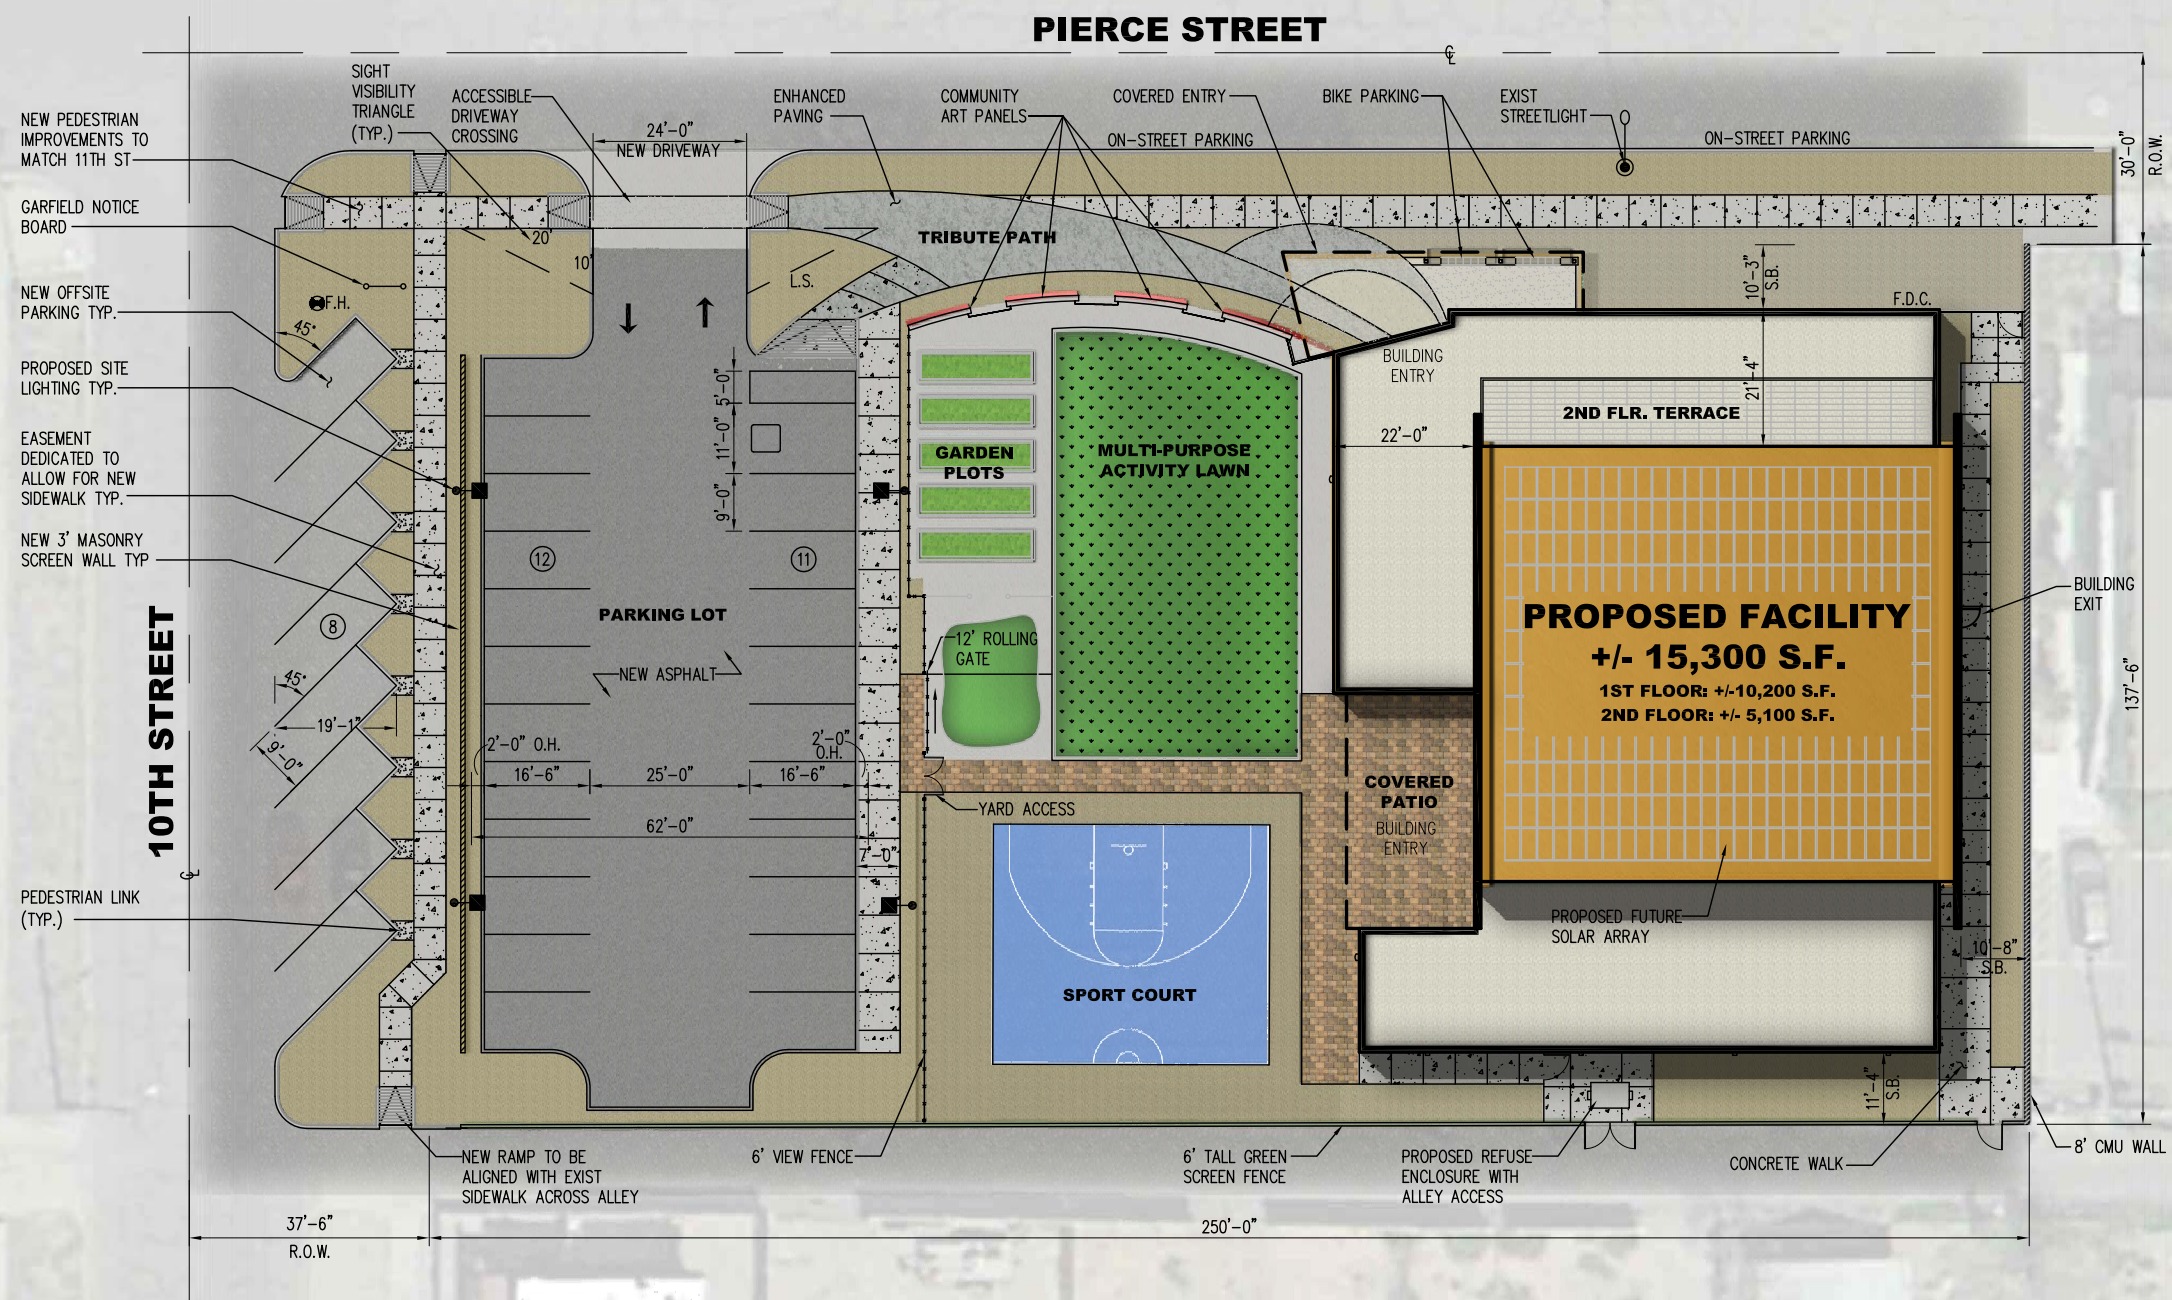 PIERCE STREET
℄
SIGHT
VISIBILITY
TRIANGLE
(TYP.)
ACCESSIBLE
DRIVEWAY
CROSSING
24'-0"
NEW DRIVEWAY
ENHANCED
PAVING
COMMUNITY
ART PANELS
COVERED ENTRY
ON-STREET PARKING
BIKE PARKING
EXIST
STREETLIGHT
ON-STREET PARKING
30'-0"
R.O.W.
NEW PEDESTRIAN
IMPROVEMENTS TO
MATCH 11TH ST
GARFIELD NOTICE
BOARD
NEW OFFSITE
PARKING TYP.
PROPOSED SITE
LIGHTING TYP.
EASEMENT
DEDICATED TO
ALLOW FOR NEW
SIDEWALK TYP.
NEW 3' MASONRY
SCREEN WALL TYP
10TH STREET
℄
PEDESTRIAN LINK
(TYP.)
F.H.
45°
20'
10'
L.S.
TRIBUTE PATH
10'-3"
S.B.
F.D.C.
BUILDING
ENTRY
21'-4"
2ND FLR. TERRACE
22'-0"
5'-0"
11'-0"
9'-0"
GARDEN
PLOTS
MULTI-PURPOSE
ACTIVITY LAWN
12
11
8
PARKING LOT
NEW ASPHALT
12' ROLLING
GATE
PROPOSED FACILITY
+/- 15,300 S.F.
1ST FLOOR: +/-10,200 S.F.
2ND FLOOR: +/- 5,100 S.F.
BUILDING
EXIT
137'-6"
45°
19'-1"
9'-0"
2'-0" O.H.
2'-0"
O.H.
16'-6"
25'-0"
16'-6"
62'-0"
7'-0"
YARD ACCESS
COVERED
PATIO
BUILDING
ENTRY
SPORT COURT
PROPOSED FUTURE
SOLAR ARRAY
10'-8"
S.B.
11'-4"
S.B.
NEW RAMP TO BE
ALIGNED WITH EXIST
SIDEWALK ACROSS ALLEY
6' VIEW FENCE
6' TALL GREEN
SCREEN FENCE
PROPOSED REFUSE
ENCLOSURE WITH
ALLEY ACCESS
CONCRETE WALK
8' CMU WALL
37'-6"
R.O.W.
250'-0"